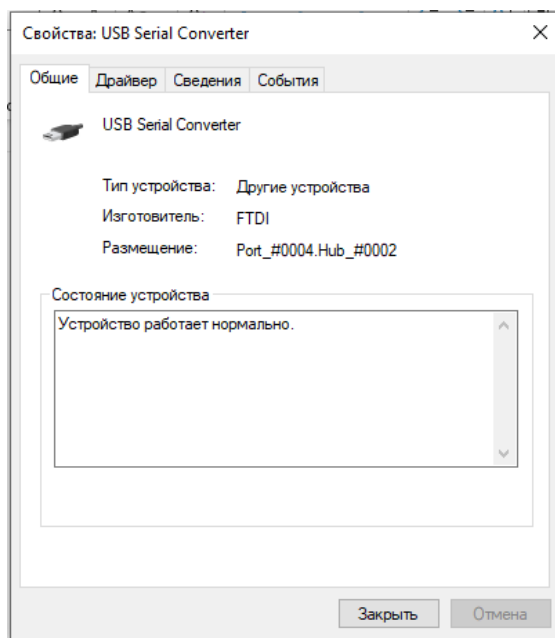 Свойства: USB Serial Converter
Общие Драйвер Сведения События
USB Serial Converter
Тип устройства: Другие устройства
Изготовитель: FTDI
Размещение: Port_#0004.Hub_#0002
Состояние устройства
Устройство работает нормально.
Закрыть Отмена